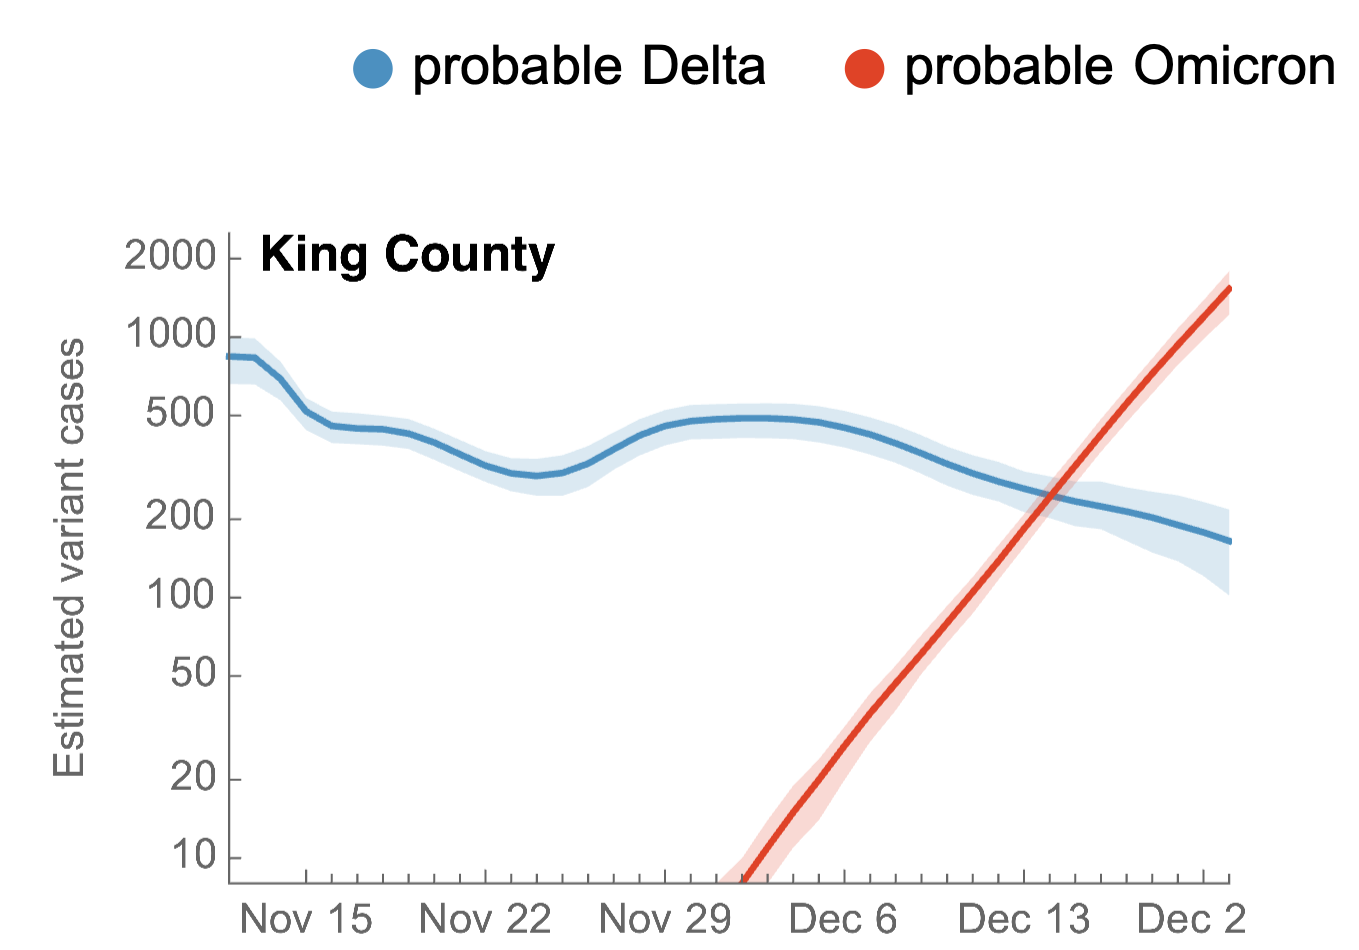 probable Delta probable Omicron
King County
Estimated variant cases
2000
1000
500
200
100
50
20
10
Nov 15 Nov 22 Nov 29 Dec 6 Dec 13 Dec 2